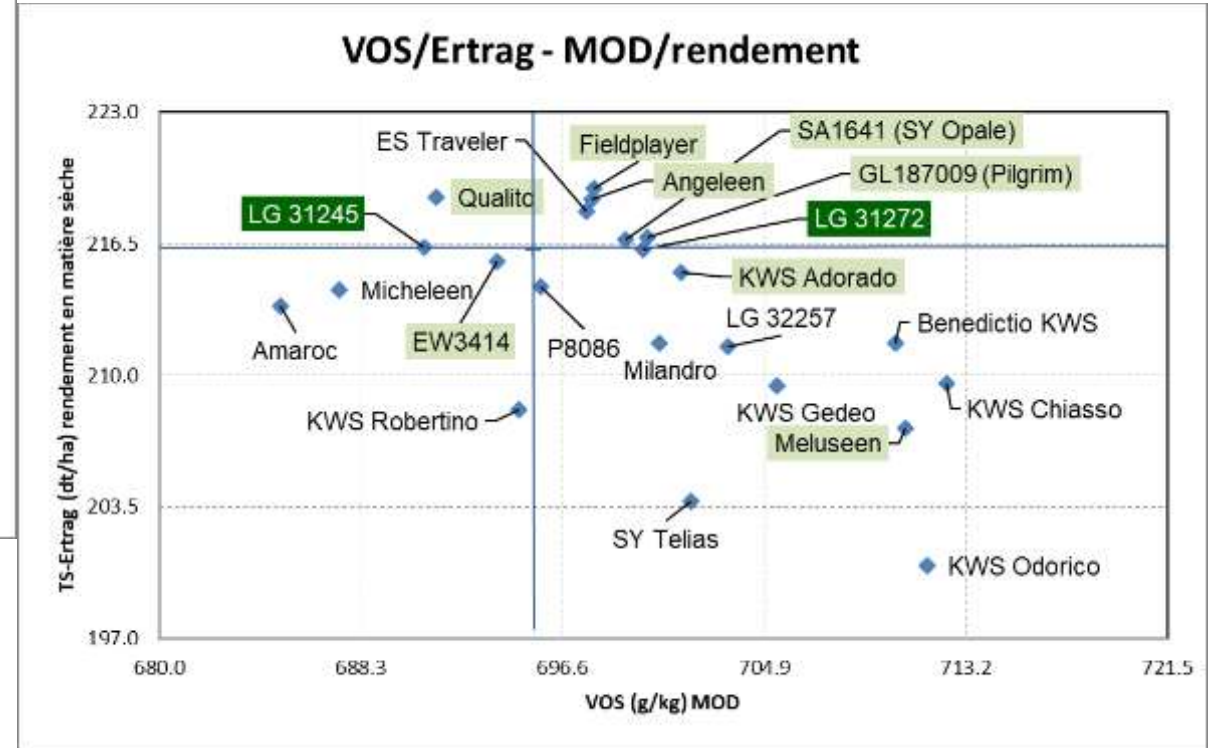 VOS/Ertrag - MOD/rendement
TS-Ertrag (dt/ha) rendement en matière sèche
223.0
216.5
210.0
203.5
197.0
ES Traveler
Fieldplayer
SA1641 (SY Opale)
Angeleen
GL187009 (Pilgrim)
Qualito
LG 31245
LG 31272
KWS Adorado
Micheleen
Amaroc
EW3414
P8086
LG 32257
Milandro
Benedictio KWS
KWS Robertino
KWS Gedeo
KWS Chiasso
Meluseen
SY Telias
KWS Odorico
680.0
688.3
696.6
704.9
713.2
721.5
VOS (g/kg) MOD